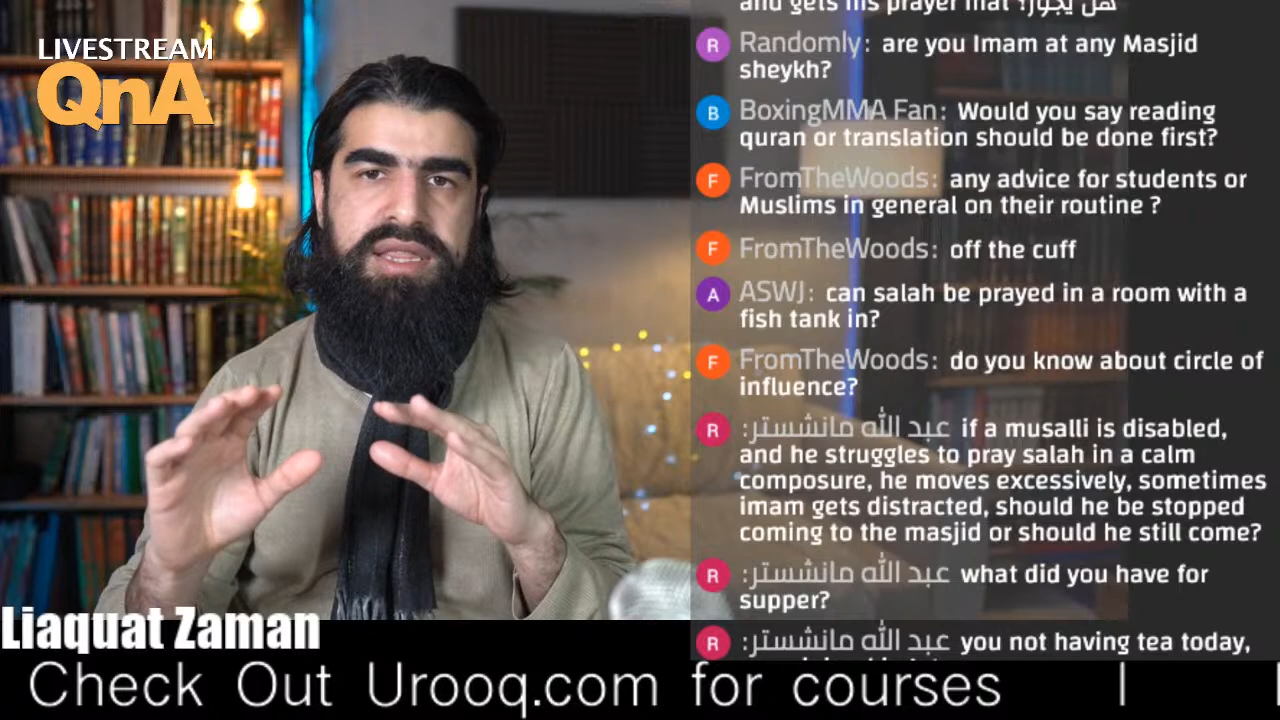 LIVESTREAM
QnA
and gets his prayer mat هل يجوز؟
R Randomly: are you Imam at any Masjid
sheykh?
B BoxingMMA Fan: Would you say reading
quran or translation should be done first?
F FromTheWoods: any advice for students or
Muslims in general on their routine ?
F FromTheWoods: off the cuff
A ASWJ: can salah be prayed in a room with a
fish tank in?
F FromTheWoods: do you know about circle of
influence?
R عبد الله مانشستر: if a musalli is disabled,
and he struggles to pray salah in a calm
composure, he moves excessively, sometimes
imam gets distracted, should he be stopped
coming to the masjid or should he still come?
R عبد الله مانشستر: what did you have for
supper?
R عبد الله مانشستر: you not having tea today,
Liaquat Zaman
Check Out Urooq.com for courses |